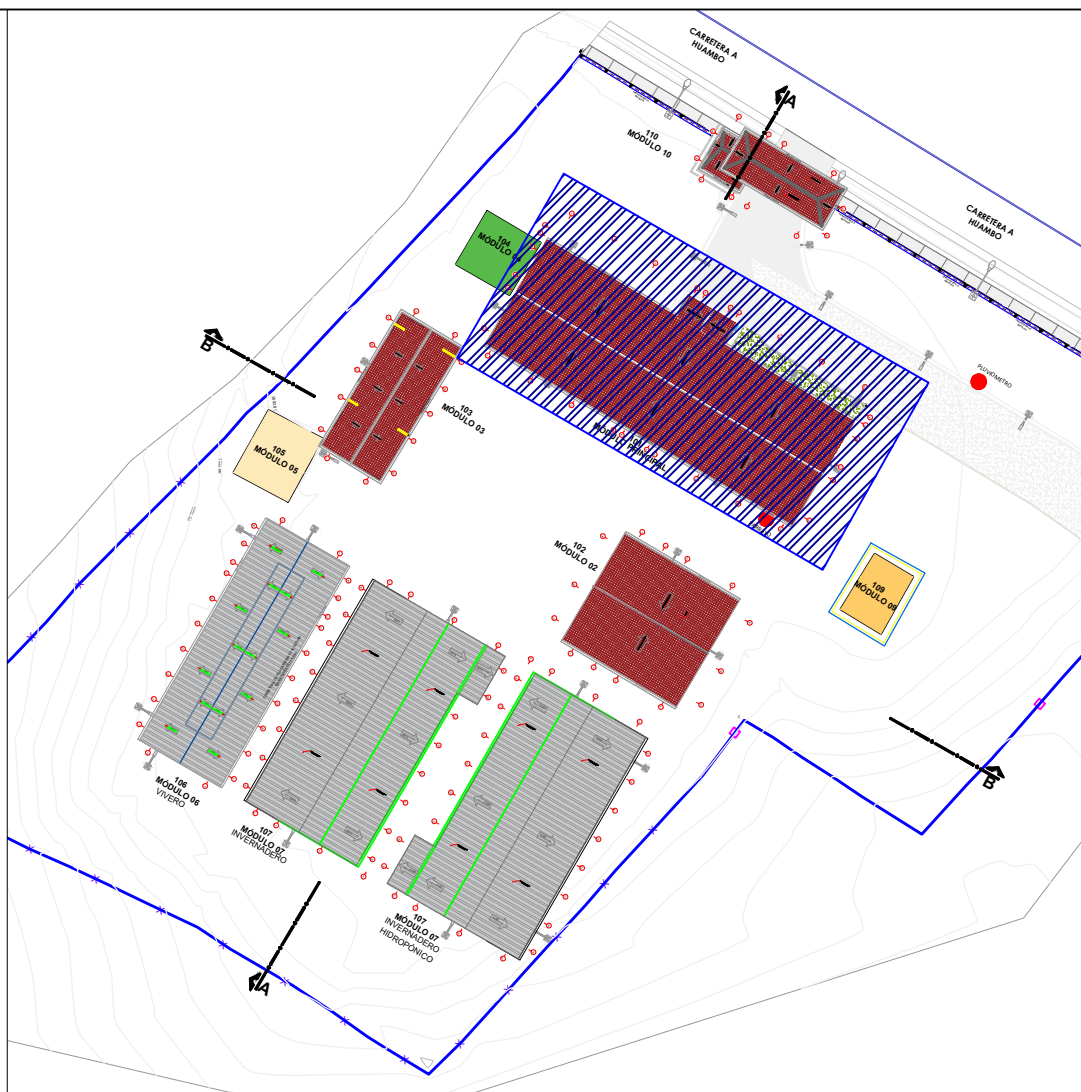 CARRETERA A
HUAMBO
A
110
MÓDULO 10
CARRETERA A
HUAMBO
104
MÓDULO
B
PLUVIOMETRO
103
MÓDULO 03
MÓDULO PRINCIPAL
105
MÓDULO 05
102
MÓDULO 02
109
MÓDULO 09
106
MÓDULO 06
VIVERO
107
MÓDULO 07
INVERNADERO
107
MÓDULO 07
INVERNADERO
HIDROPÓNICO
B
A